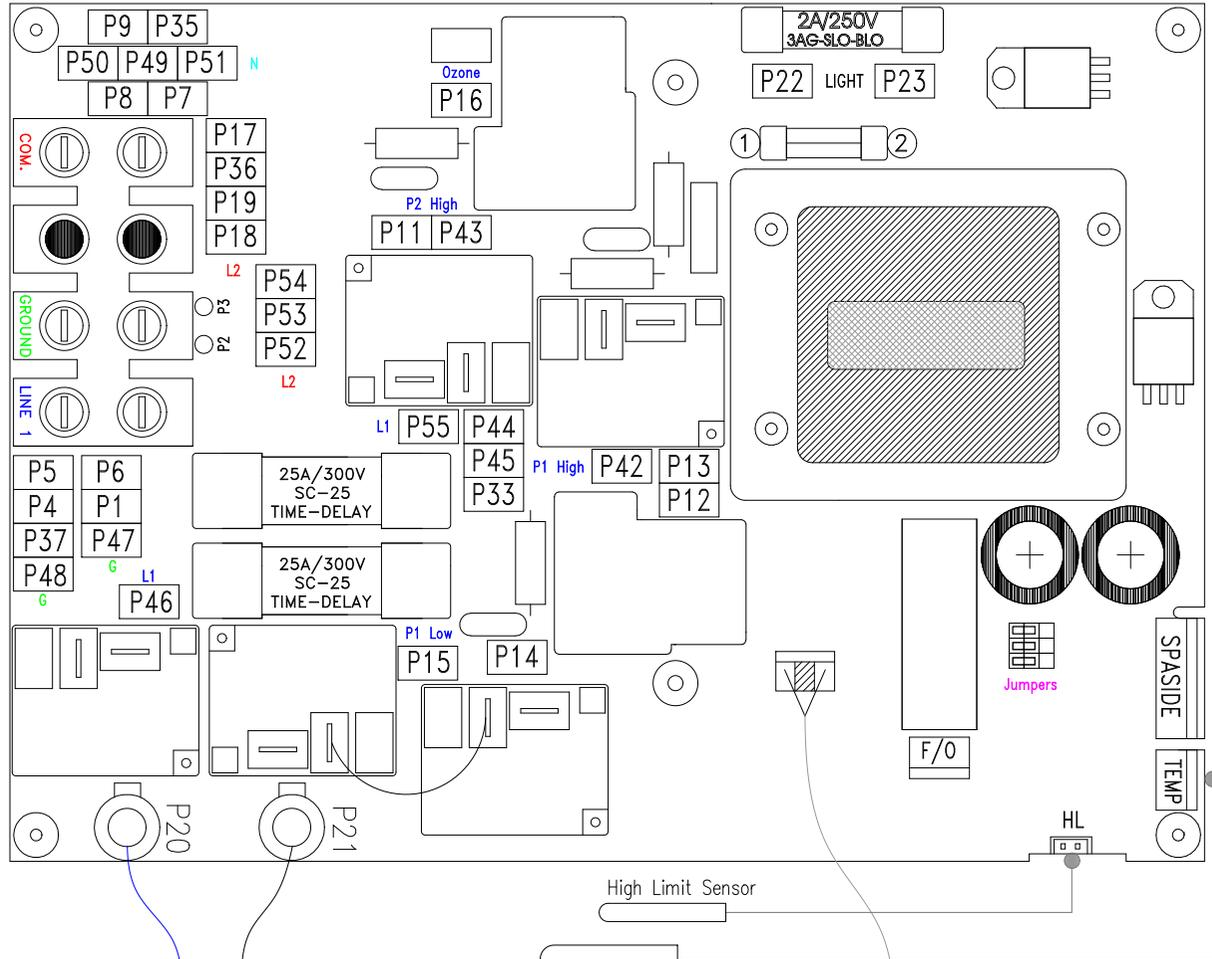 P9 P35
P50 P49 P51 N
P8 P7
COM.
P17
P36
P19
P18
L2
GROUND
P3
P2
LINE 1
P54
P53
P52
L2
Ozone
P16
P2 High
P11 P43
2A/250V
3AG-SLO-BLO
P22 LIGHT P23
1 2
L1 P55
P44
P45
P33
P1 High P42
P13
P12
P5 P6
P4 P1
P37 P47
P48 G
G
L1
P46
25A/300V
SC-25
TIME-DELAY
25A/300V
SC-25
TIME-DELAY
P1 Low
P15 P14
Jumpers
SPASIDE
F/O
TEMP
P20
P21
HL
High Limit Sensor